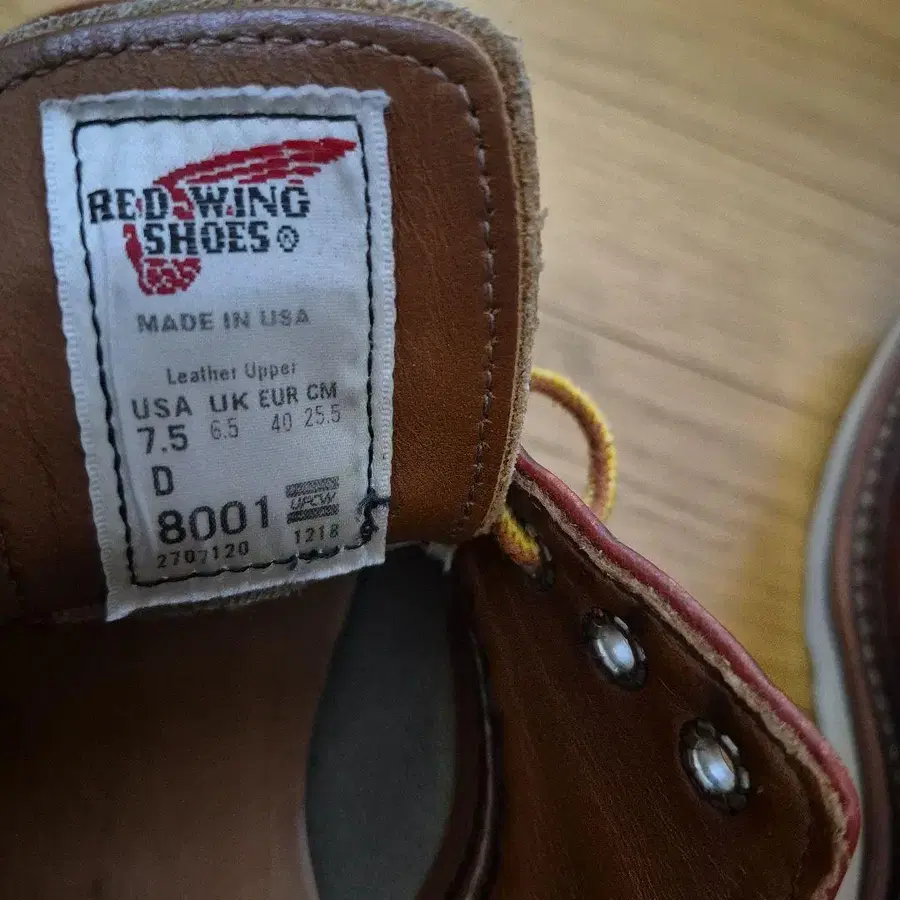 RED WING
SHOES ®
MADE IN USA
Leather Upper
USA UK EUR CM
7.5 6.5 40 25.5
D
8001 UPCW
2707120 1218